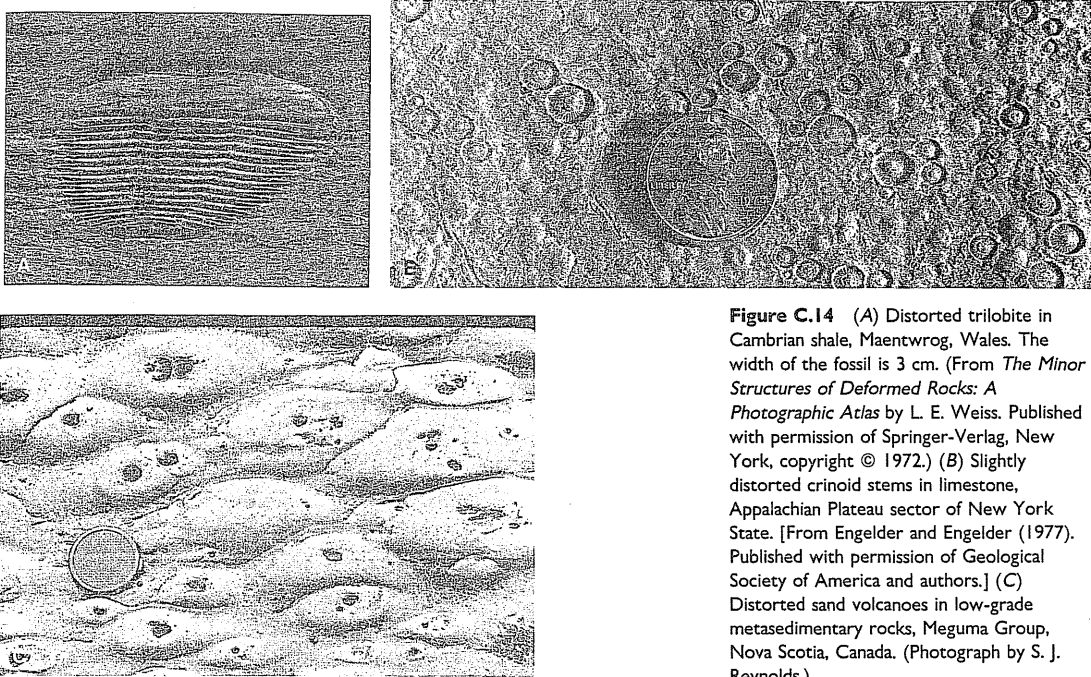 A
B
Figure C.14 (A) Distorted trilobite in
Cambrian shale, Maentwrog, Wales. The
width of the fossil is 3 cm. (From The Minor
Structures of Deformed Rocks: A
Photographic Atlas by L. E. Weiss. Published
with permission of Springer-Verlag, New
York, copyright © 1972.) (B) Slightly
distorted crinoid stems in limestone,
Appalachian Plateau sector of New York
State. [From Engelder and Engelder (1977).
Published with permission of Geological
Society of America and authors.] (C)
Distorted sand volcanoes in low-grade
metasedimentary rocks, Meguma Group,
Nova Scotia, Canada. (Photograph by S. J.
Reynolds.)